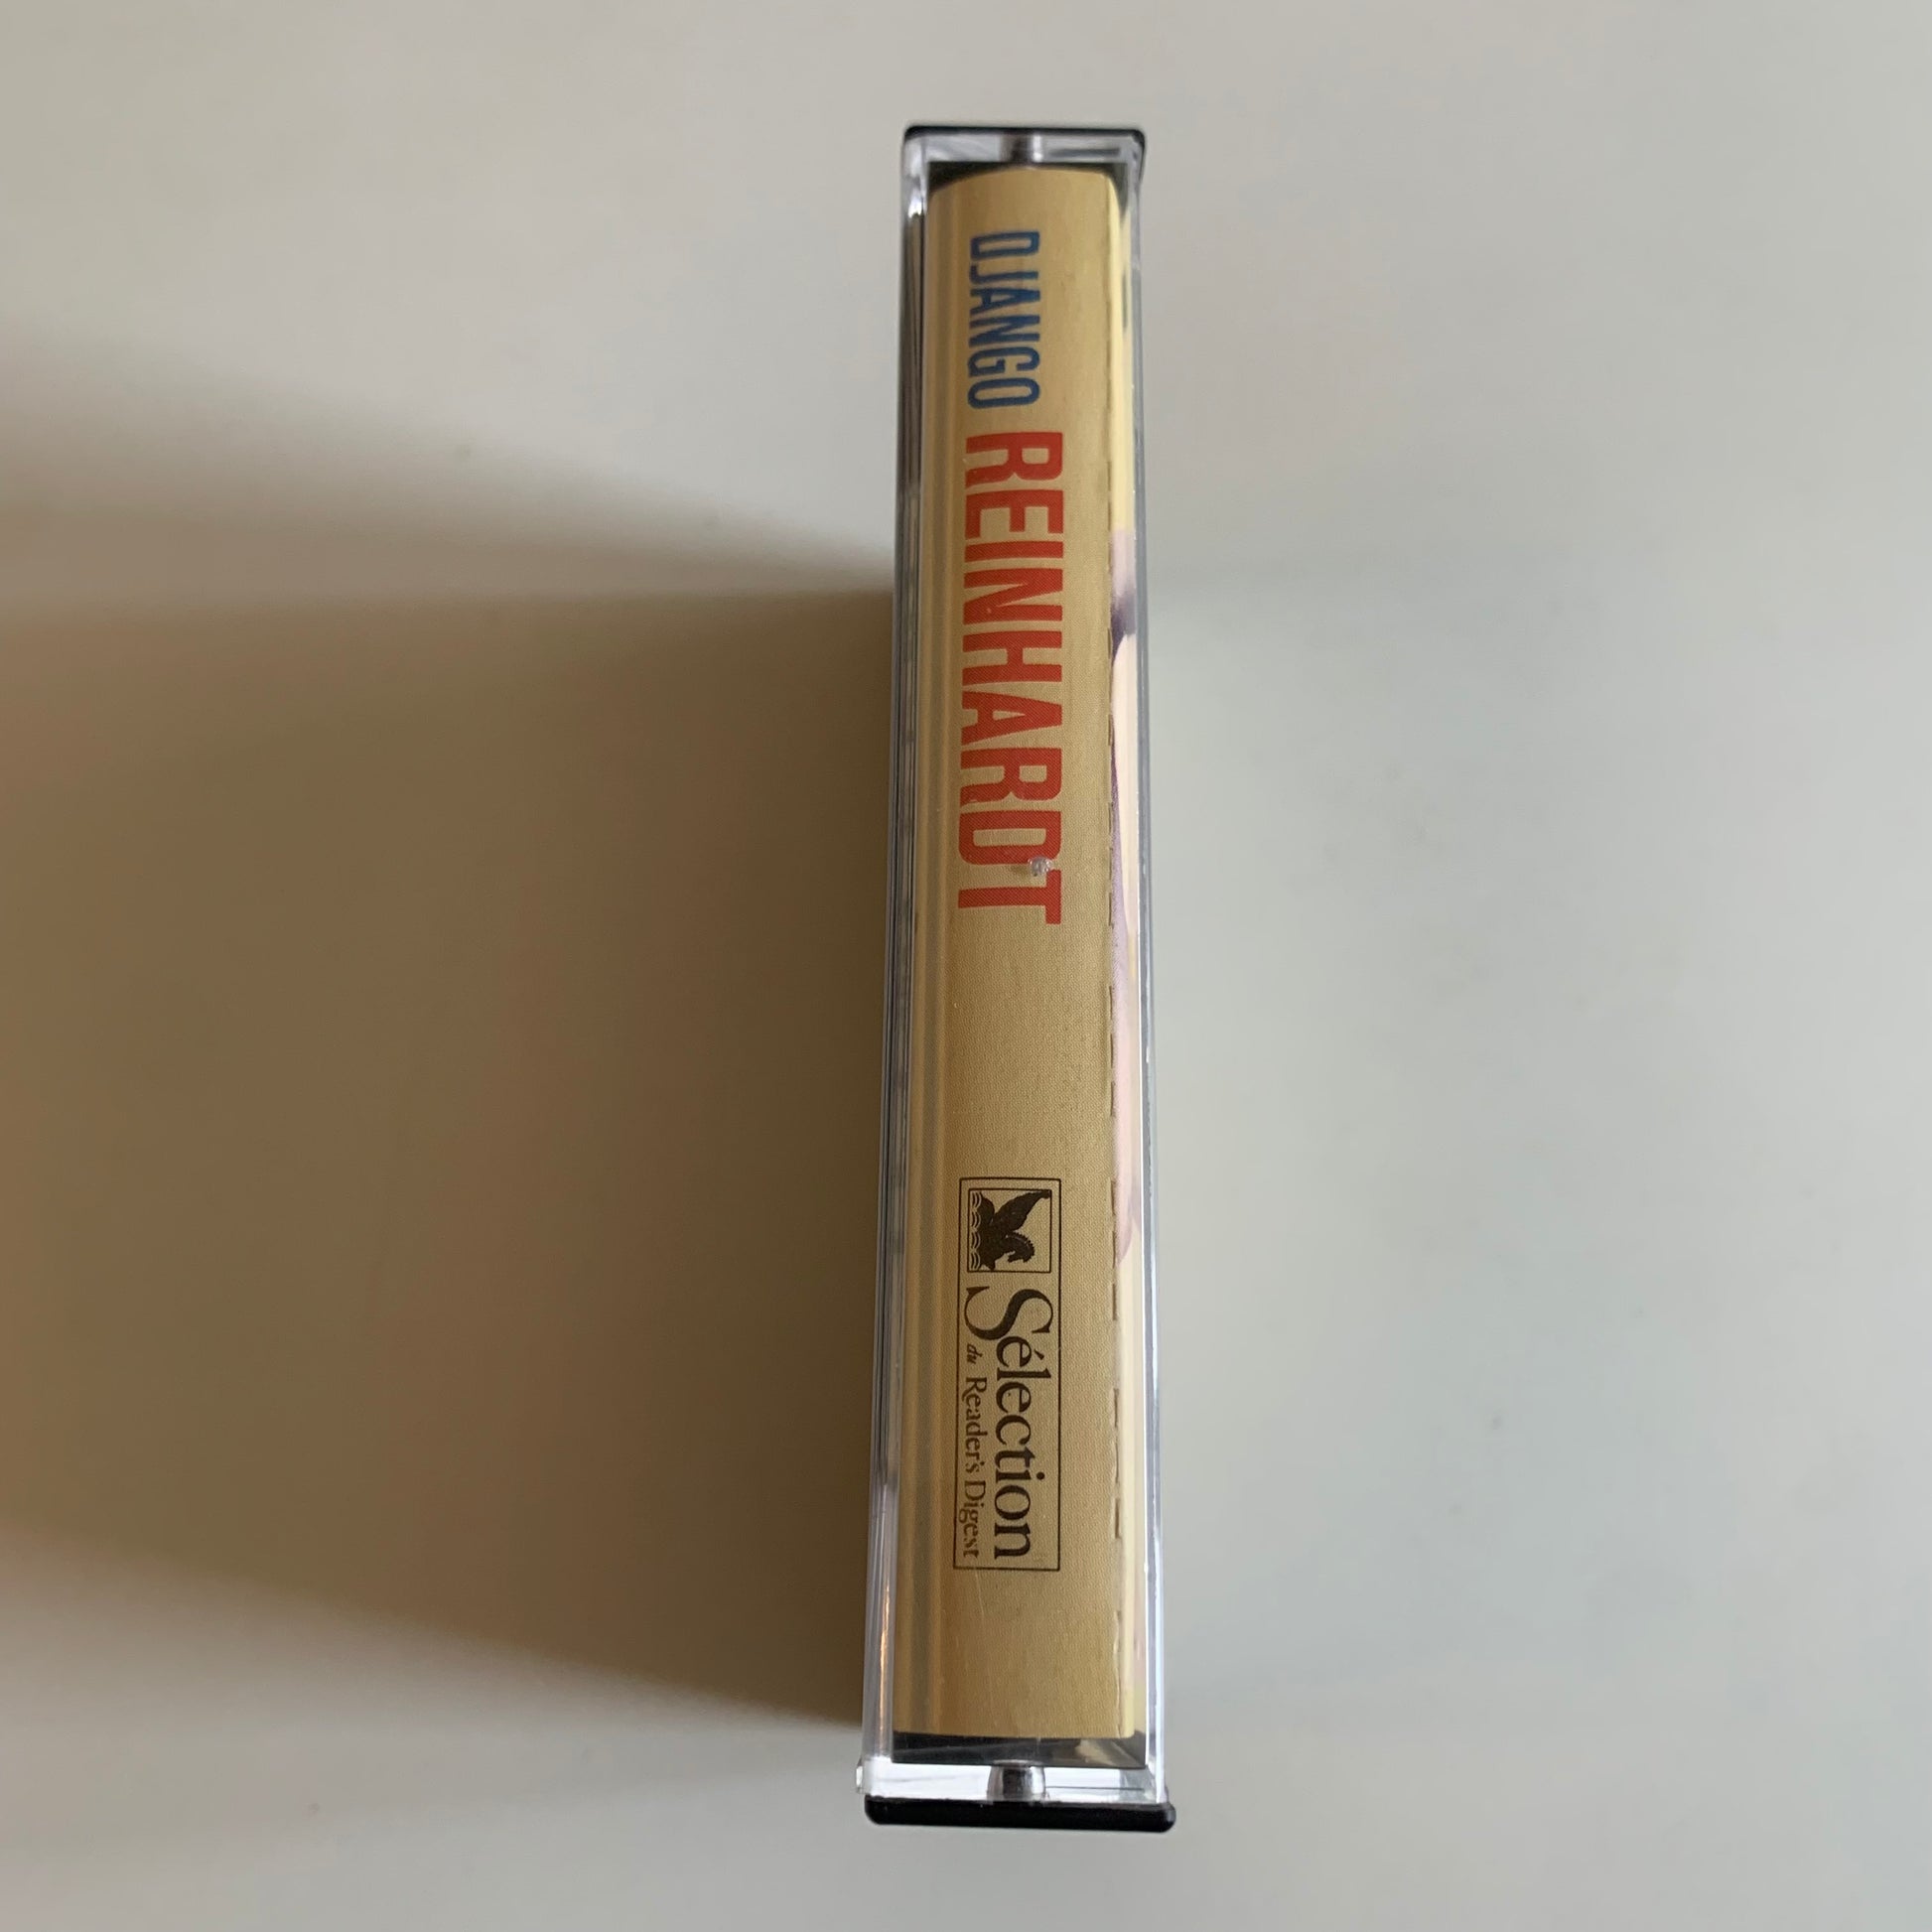 DJANGO REINHARDT
Sélection
du Reader's Digest